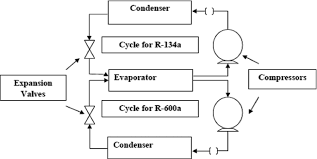 Condenser
Cycle for R-134a
Expansion
Valves
Evaporator
Compressors
Cycle for R-600a
Condenser